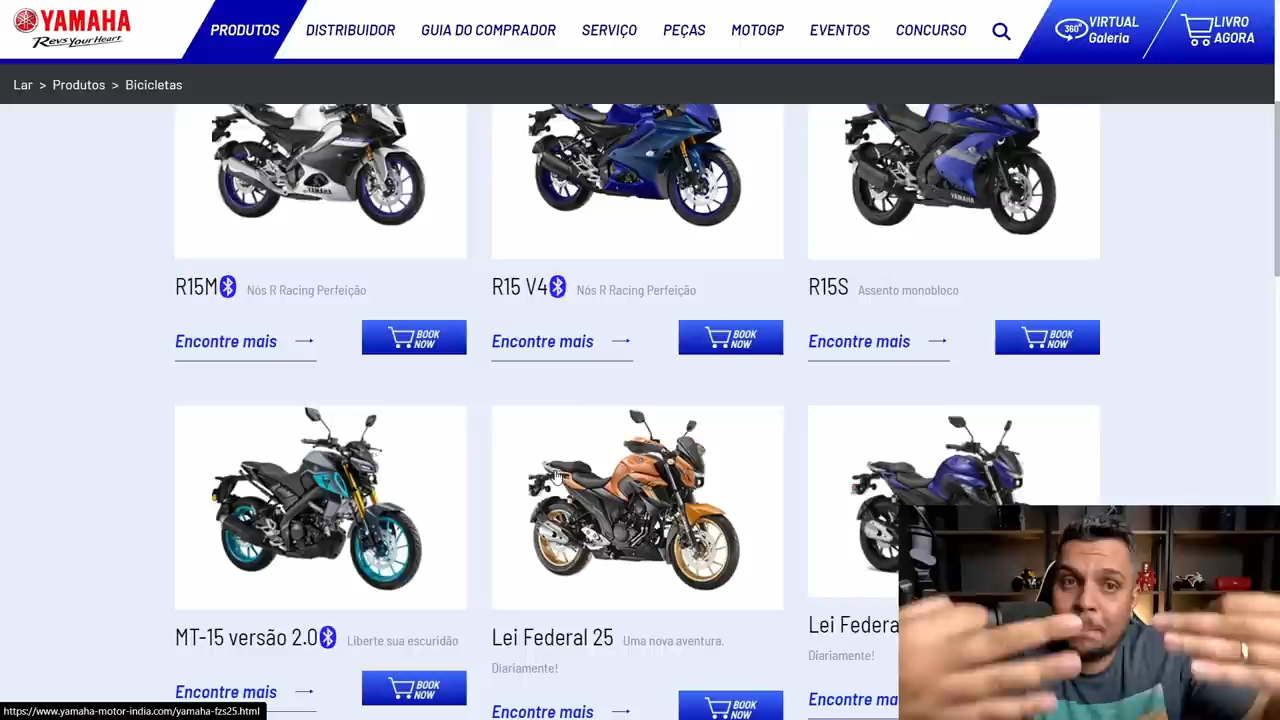 YAMAHA
Revs Your Heart
PRODUTOS
DISTRIBUIDOR
GUIA DO COMPRADOR
SERVIÇO
PEÇAS
MOTOGP
EVENTOS
CONCURSO
360°
VIRTUAL
Galeria
LIVRO
AGORA
Lar > Produtos > Bicicletas
YAMAHA
YAMAHA
R15M Nós R Racing Perfeição
R15 V4 Nós R Racing Perfeição
R15S Assento monobloco
Encontre mais
BOOK
NOW
Encontre mais
BOOK
NOW
Encontre mais
BOOK
NOW
MT-15 versão 2.0 Liberte sua escuridão
Lei Federal 25 Uma nova aventura.
Diariamente!
Lei Federa
Diariamente!
Encontre mais
BOOK
NOW
Encontre mais
BOOK
NOW
Encontre ma
https://www.yamaha-motor-india.com/yamaha-fzs25.html